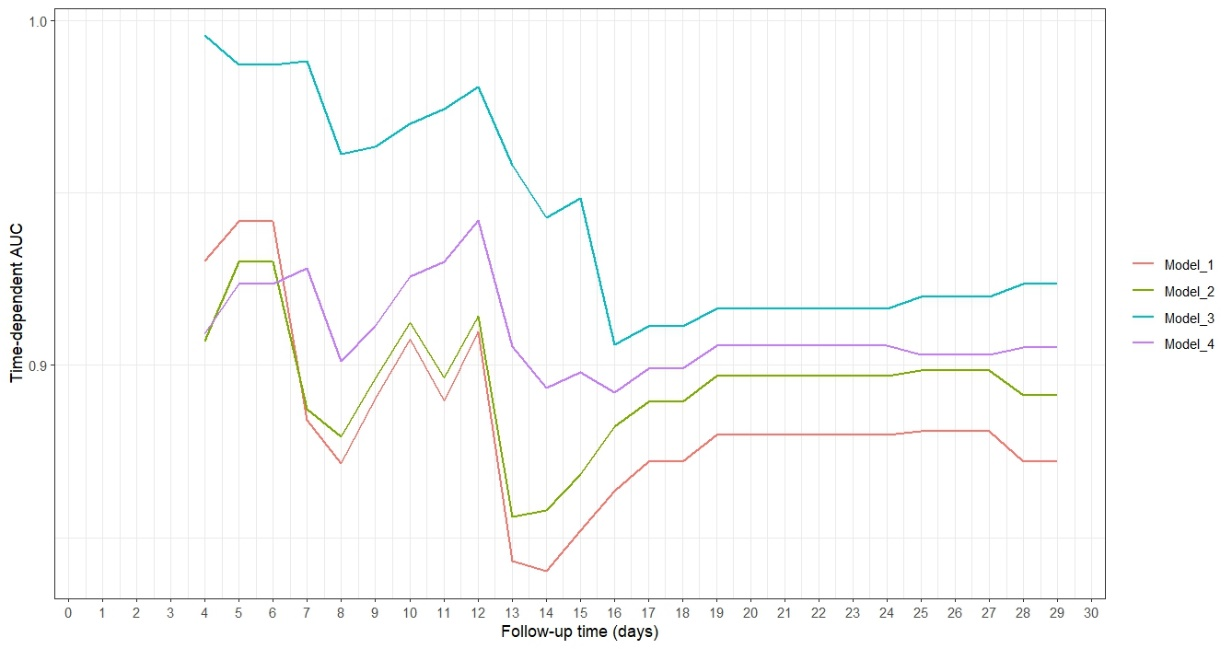 1.0
0.9
Time-dependent AUC
0 1 2 3 4 5 6 7 8 9 10 11 12 13 14 15 16 17 18 19 20 21 22 23 24 25 26 27 28 29 30
Follow-up time (days)
Model_1
Model_2
Model_3
Model_4